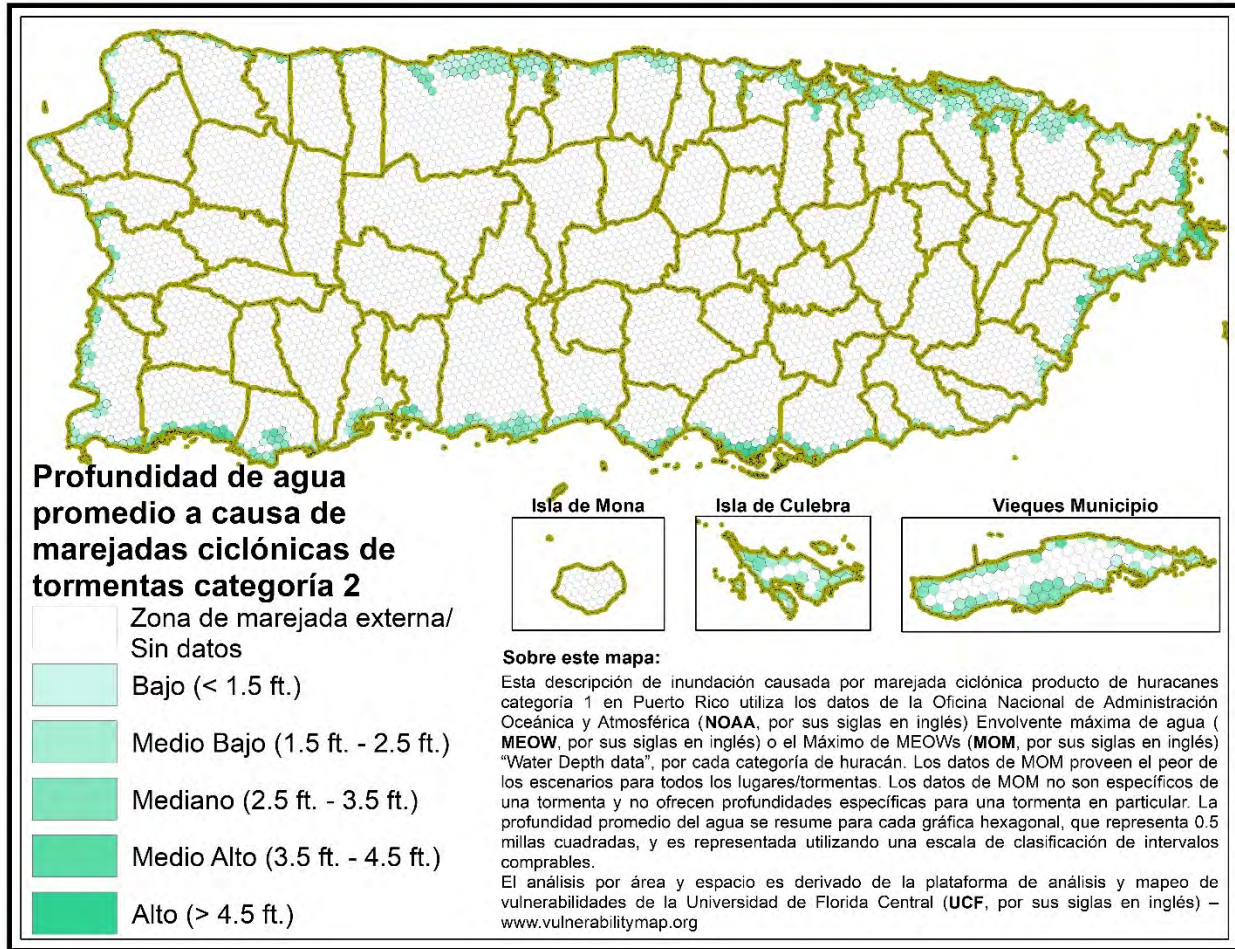 Profundidad de agua
promedio a causa de
marejadas ciclónicas de
tormentas categoría 2
Zona de marejada externa/
Sin datos
Bajo (< 1.5 ft.)
Medio Bajo (1.5 ft. - 2.5 ft.)
Mediano (2.5 ft. - 3.5 ft.)
Medio Alto (3.5 ft. - 4.5 ft.)
Alto (> 4.5 ft.)
Isla de Mona
Isla de Culebra
Vieques Municipio
Sobre este mapa:
Esta descripción de inundación causada por marejada ciclónica producto de huracanes
categoría 1 en Puerto Rico utiliza los datos de la Oficina Nacional de Administración
Oceánica y Atmosférica (NOAA, por sus siglas en inglés) Envolvente máxima de agua (
MEOW, por sus siglas en inglés) o el Máximo de MEOWs (MOM, por sus siglas en inglés)
“Water Depth data”, por cada categoría de huracán. Los datos de MOM proveen el peor de
los escenarios para todos los lugares/tormentas. Los datos de MOM no son específicos de
una tormenta y no ofrecen profundidades específicas para una tormenta en particular. La
profundidad promedio del agua se resume para cada gráfica hexagonal, que representa 0.5
millas cuadradas, y es representada utilizando una escala de clasificación de intervalos
comprables.
El análisis por área y espacio es derivado de la plataforma de análisis y mapeo de
vulnerabilidades de la Universidad de Florida Central (UCF, por sus siglas en inglés) –
www.vulnerabilitymap.org